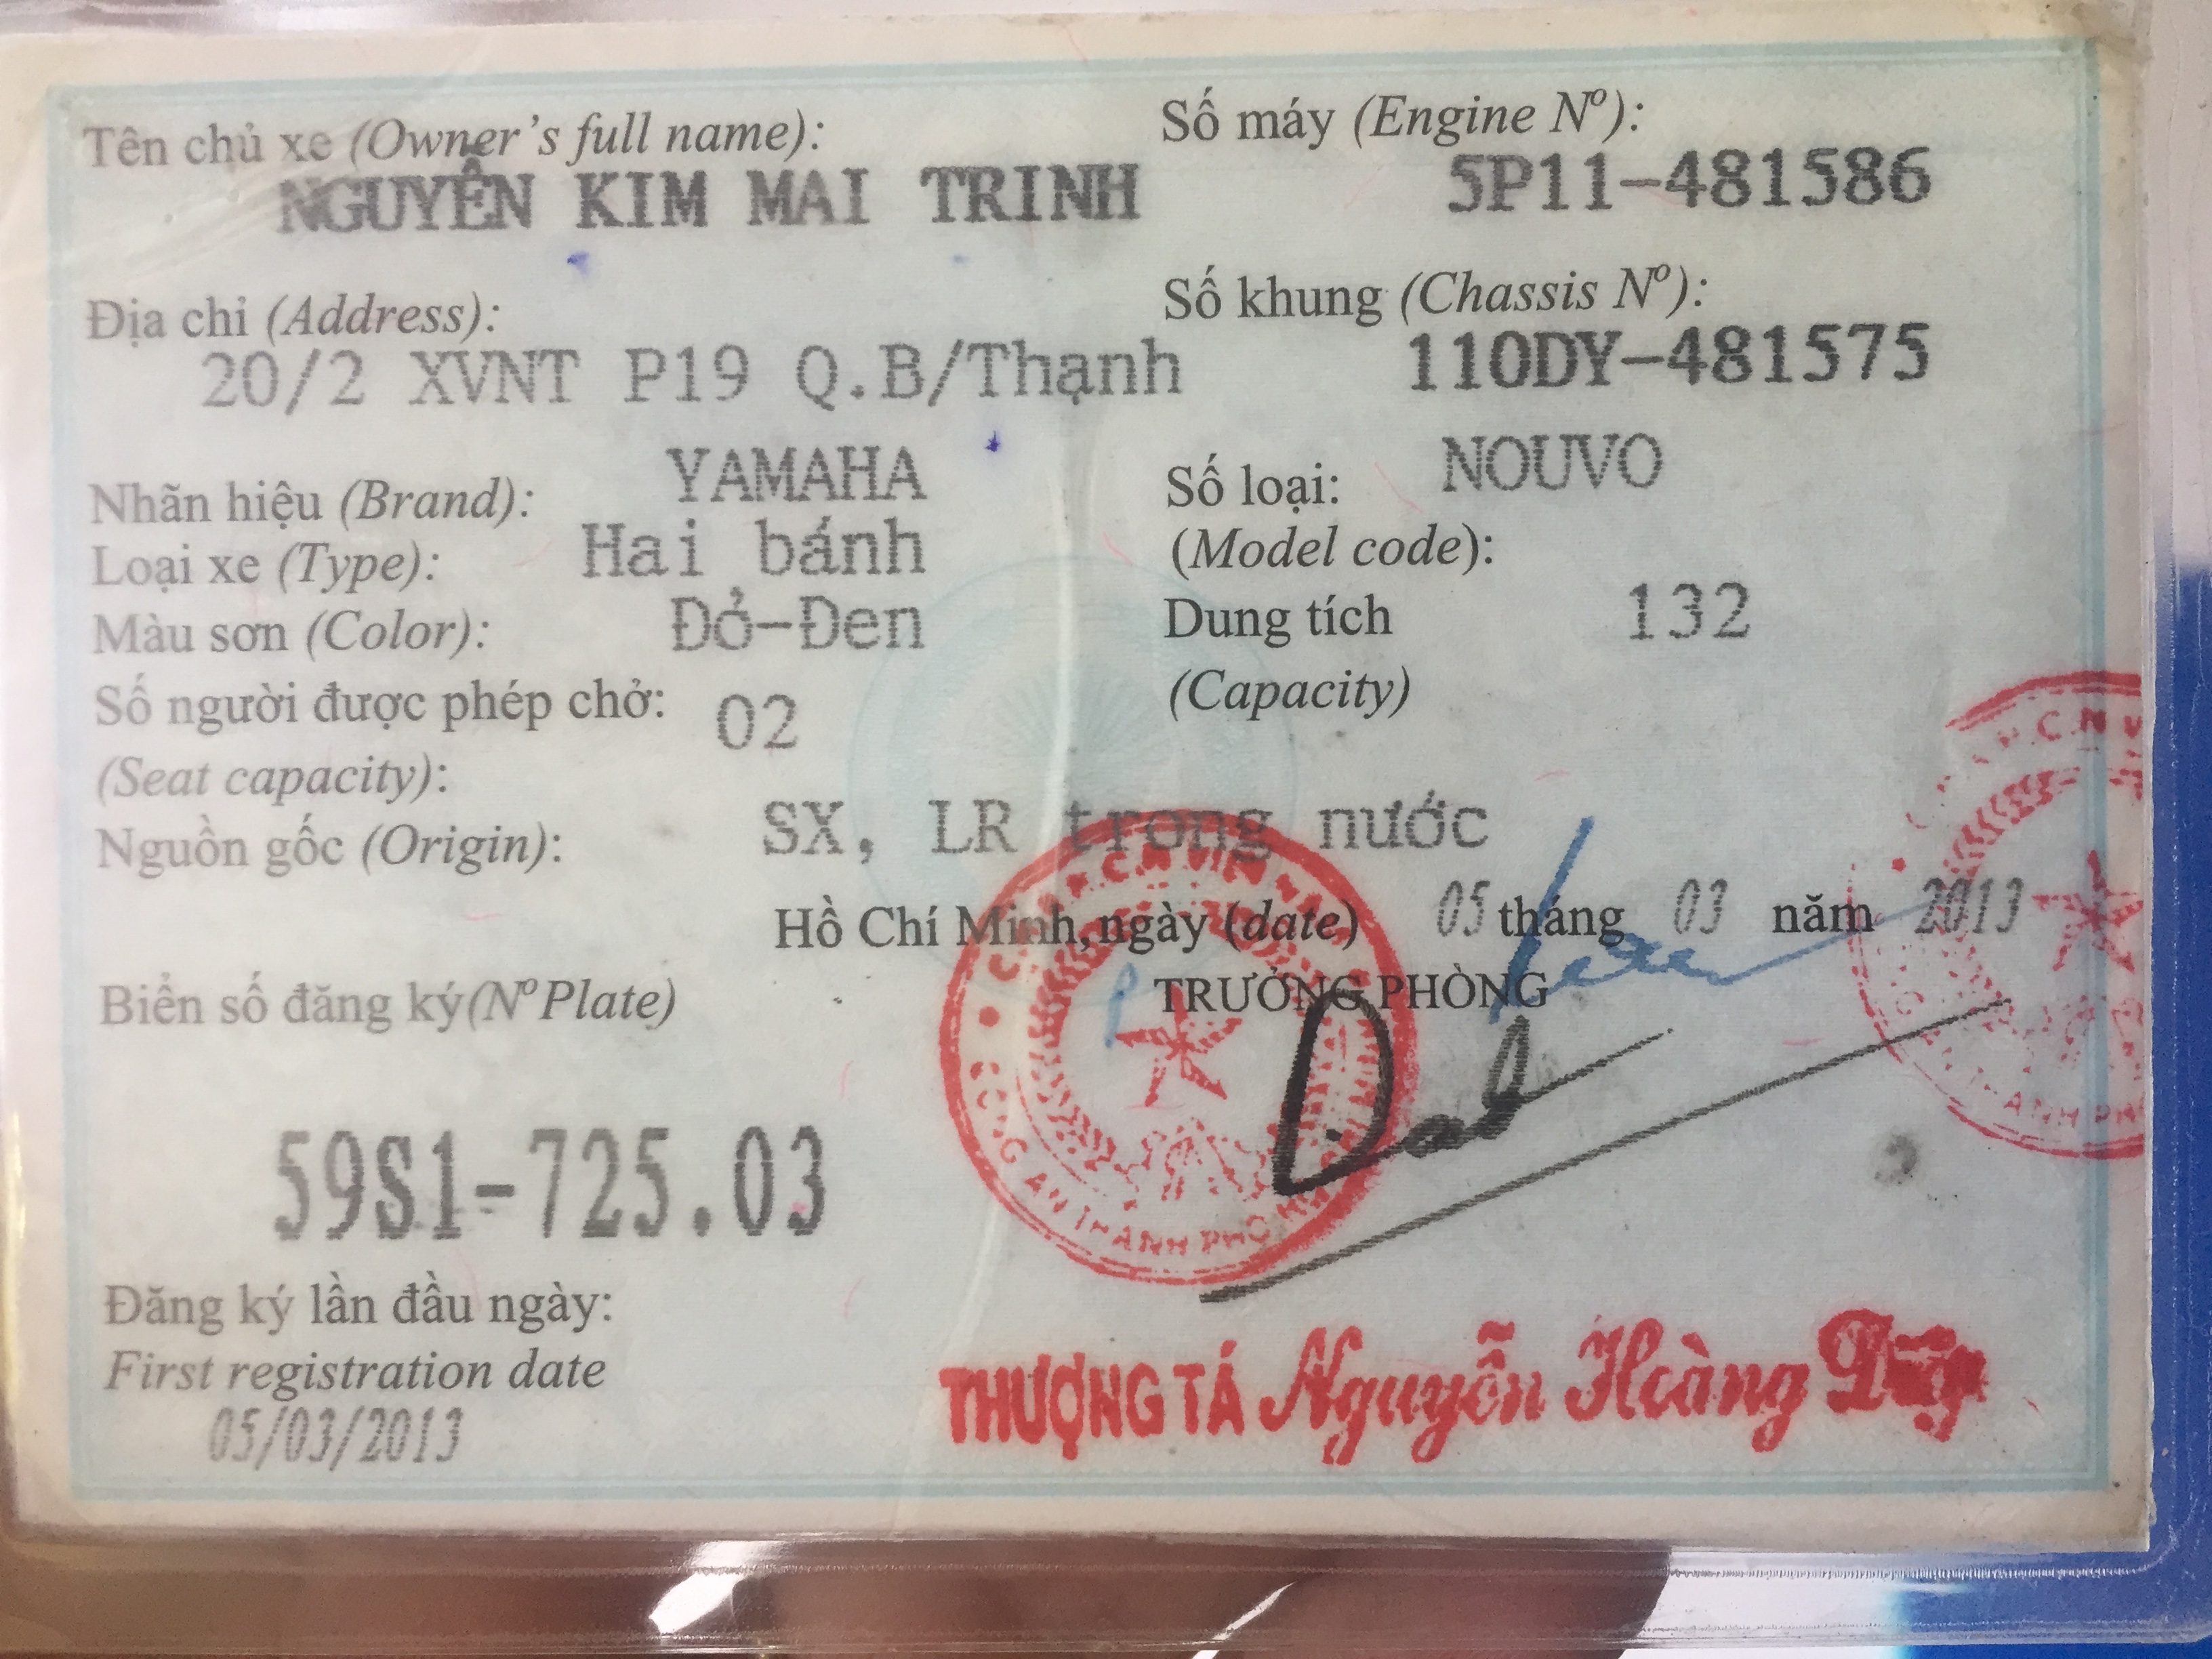 Tên chủ xe (Owner's full name): Số máy (Engine Nº):
NGUYỄN KIM MAI TRINH 5P11-481586
Địa chỉ (Address): Số khung (Chassis Nº):
20/2 XVNT P19 Q.B/Thạnh 110DY-481575
Nhãn hiệu (Brand): YAMAHA Số loại: NOUVO
Loại xe (Type): Hai bánh (Model code):
Màu sơn (Color): Đỏ-Đen Dung tích 132
Số người được phép chở: 02 (Capacity)
(Seat capacity):
Nguồn gốc (Origin): SX, LR trong nước
Hồ Chí Minh, ngày (date) 05 tháng 03 năm 2013
Biển số đăng ký (Nº Plate) TRƯỞNG PHÒNG
59S1-725.03
Đăng ký lần đầu ngày:
First registration date
05/03/2013
THƯỢNG TÁ Nguyễn Hoàng